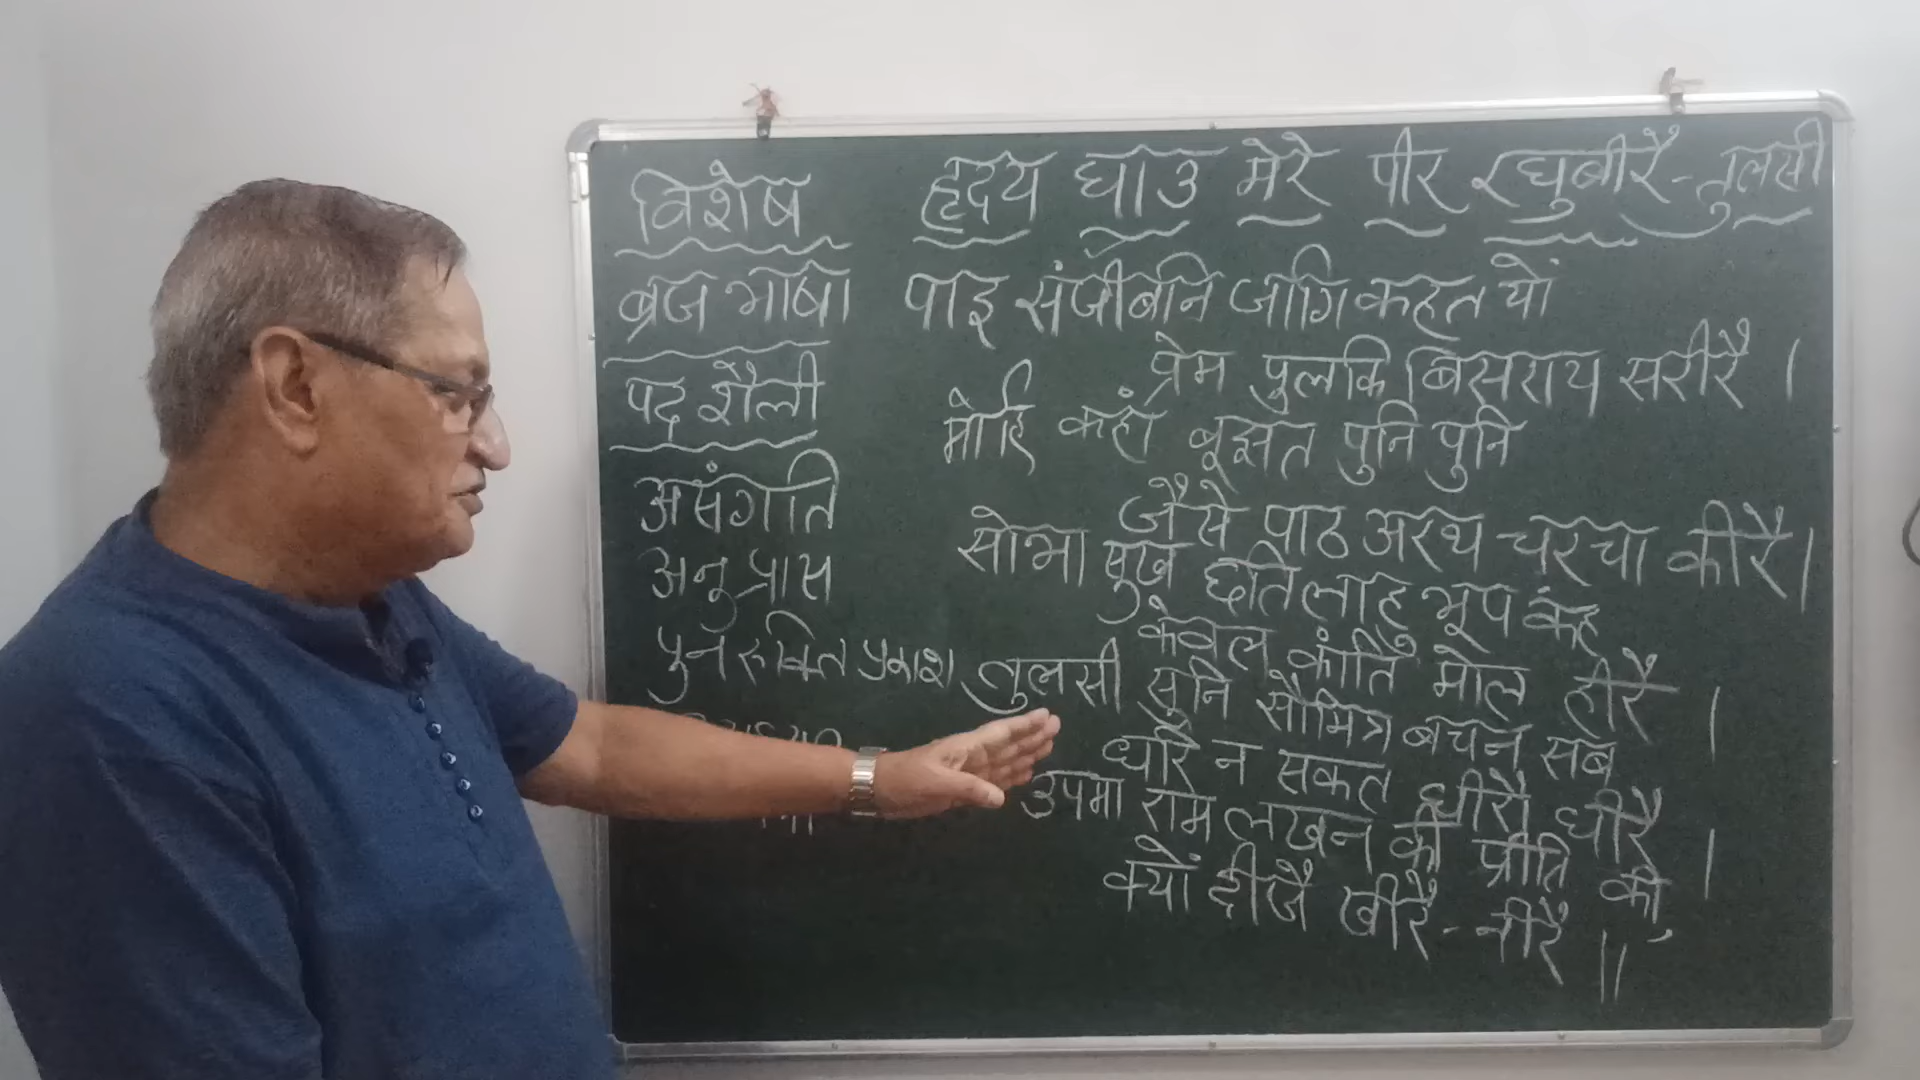 विशेष
ब्रज भाषा
पद शैली
असंगति
अनुप्रास
पुनरुक्ति प्रकाश
हृदय घाउ मेरे पीर रघुबीरै - तुलसी
पाइ संजीबनि जागि कहत यों
प्रेम पुलकि बिसराय सरीरै ।
मोहि कहां बूझत पुनि पुनि
जैसे पाठ अरथ चरचा कीरै ।
सोभा सुख छति लाहु भूप कहं
केवल कांति मोल हीरै ।
तुलसी सुनि सौमित्र बचन सब
धरि न सकत धीरौ धीरै ।
उपमा राम लखन की प्रीति की,
क्यों दीजै खीरै - नीरै ॥